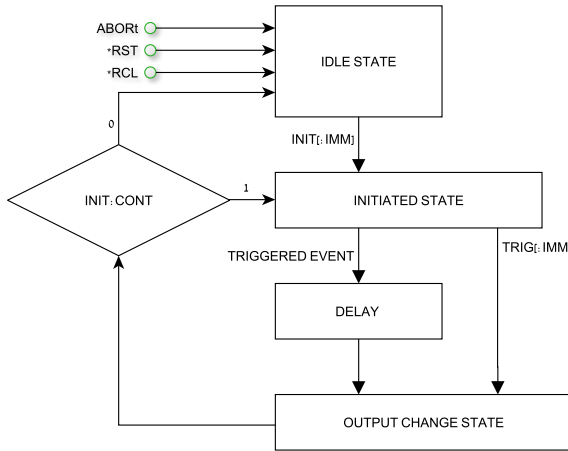 ABORt
*RST
*RCL
IDLE STATE
0
INIT[: IMM]
INIT: CONT
1
INITIATED STATE
TRIGGERED EVENT
TRIG[: IMM
DELAY
OUTPUT CHANGE STATE